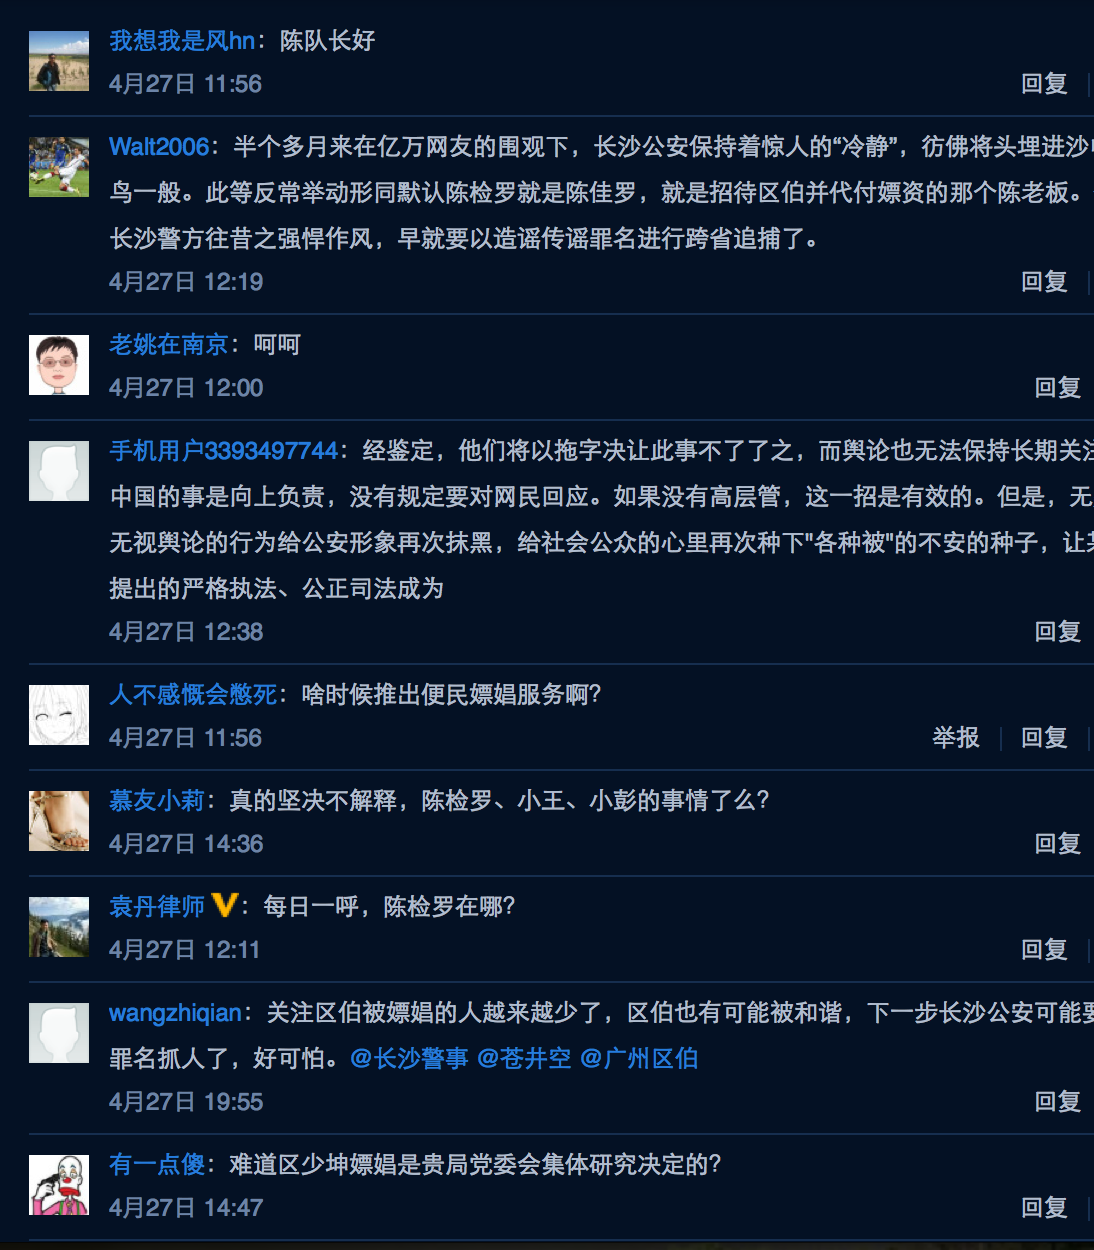 我想我是风hn：陈队长好
4月27日 11:56 回复
Walt2006：半个多月来在亿万网友的围观下，长沙公安保持着惊人的“冷静”，彷佛将头埋进沙
鸟一般。此等反常举动形同默认陈检罗就是陈佳罗，就是招待区伯并代付嫖资的那个陈老板。
长沙警方往昔之强悍作风，早就要以造谣传谣罪名进行跨省追捕了。
4月27日 12:19 回复
老姚在南京：呵呵
4月27日 12:00 回复
手机用户3393497744：经鉴定，他们将以拖字决让此事不了了之，而舆论也无法保持长期关注
中国的事是向上负责，没有规定要对网民回应。如果没有高层管，这一招是有效的。但是，无
无视舆论的行为给公安形象再次抹黑，给社会公众的心里再次种下"各种被"的不安的种子，让
提出的严格执法、公正司法成为
4月27日 12:38 回复
人不感慨会憋死：啥时候推出便民嫖娼服务啊?
4月27日 11:56 举报 回复
慕友小莉：真的坚决不解释，陈检罗、小王、小彭的事情了么?
4月27日 14:36 回复
袁丹律师 V：每日一呼，陈检罗在哪?
4月27日 12:11 回复
wangzhiqian：关注区伯被嫖娼的人越来越少了，区伯也有可能被和谐，下一步长沙公安可能要
罪名抓人了，好可怕。@长沙警事 @苍井空 @广州区伯
4月27日 19:55 回复
有一点傻：难道区少坤嫖娼是贵局党委会集体研究决定的?
4月27日 14:47 回复